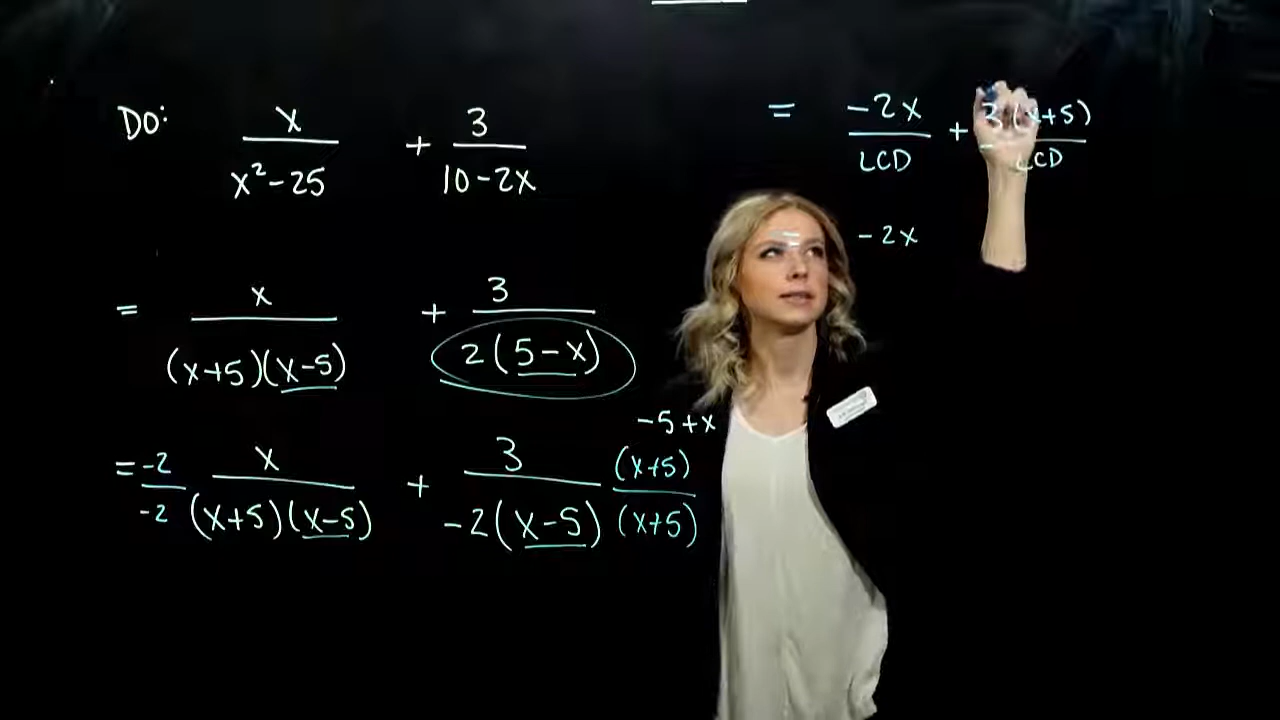 DO: x/(x²-25) + 3/(10-2x)
= x/((x+5)(x-5)) + 3/(2(5-x))
-5+x
= -2/-2 x/((x+5)(x-5)) + 3/(-2(x-5)) (x+5)/(x+5)
= -2x/LCD + 3(x+5)/LCD
= -2x